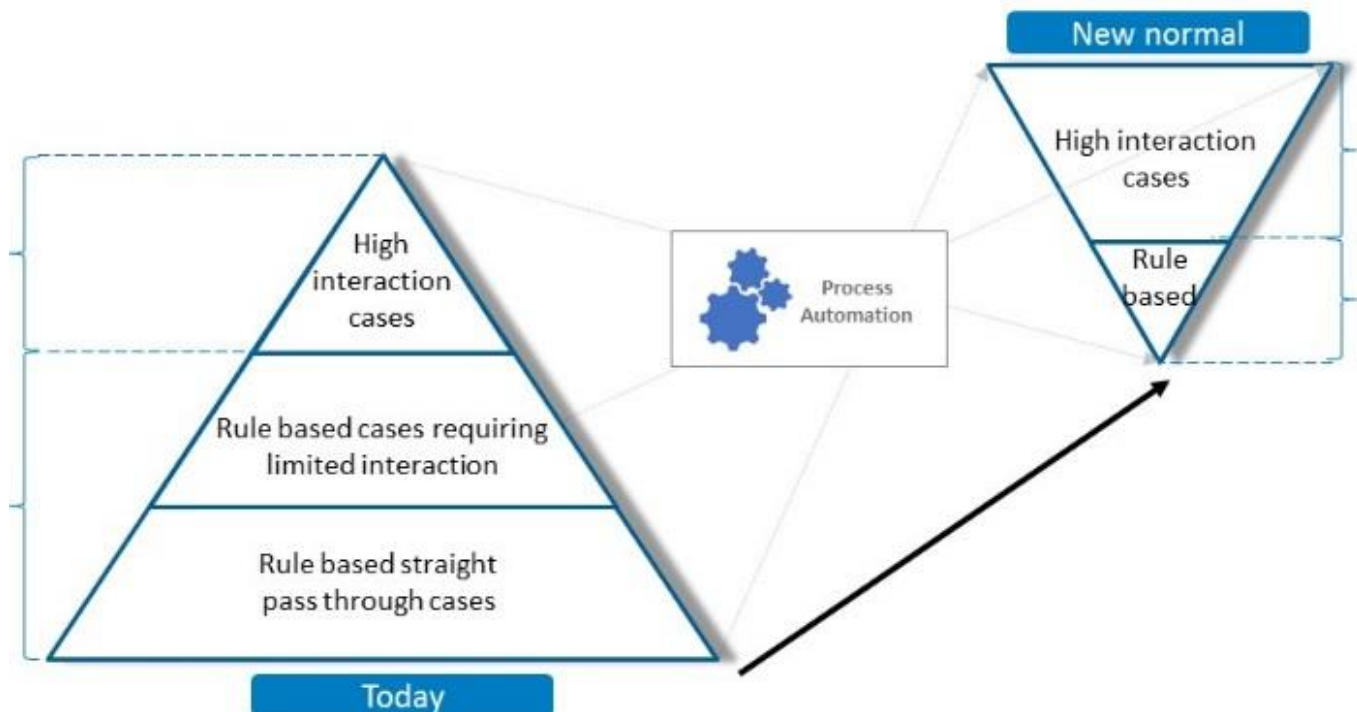 New normal
High interaction
cases
Rule
based
Process
Automation
High
interaction
cases
Rule based cases requiring
limited interaction
Rule based straight
pass through cases
Today